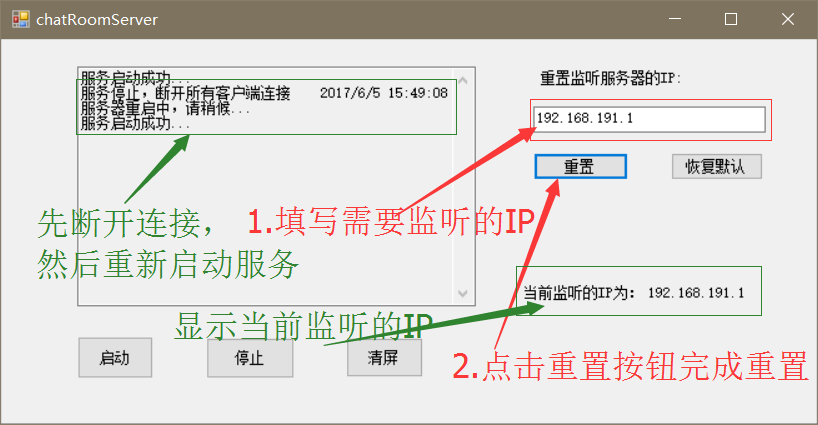 chatRoomServer
服务启动成功...
服务停止，断开所有客户端连接 2017/6/5 15:49:08
服务器重启中，请稍候...
服务启动成功...
重置监听服务器的IP:
192.168.191.1
重置
恢复默认
先断开连接，
然后重新启动服务
1.填写需要监听的IP
当前监听的IP为: 192.168.191.1
显示当前监听的IP
2.点击重置按钮完成重置
启动
停止
清屏